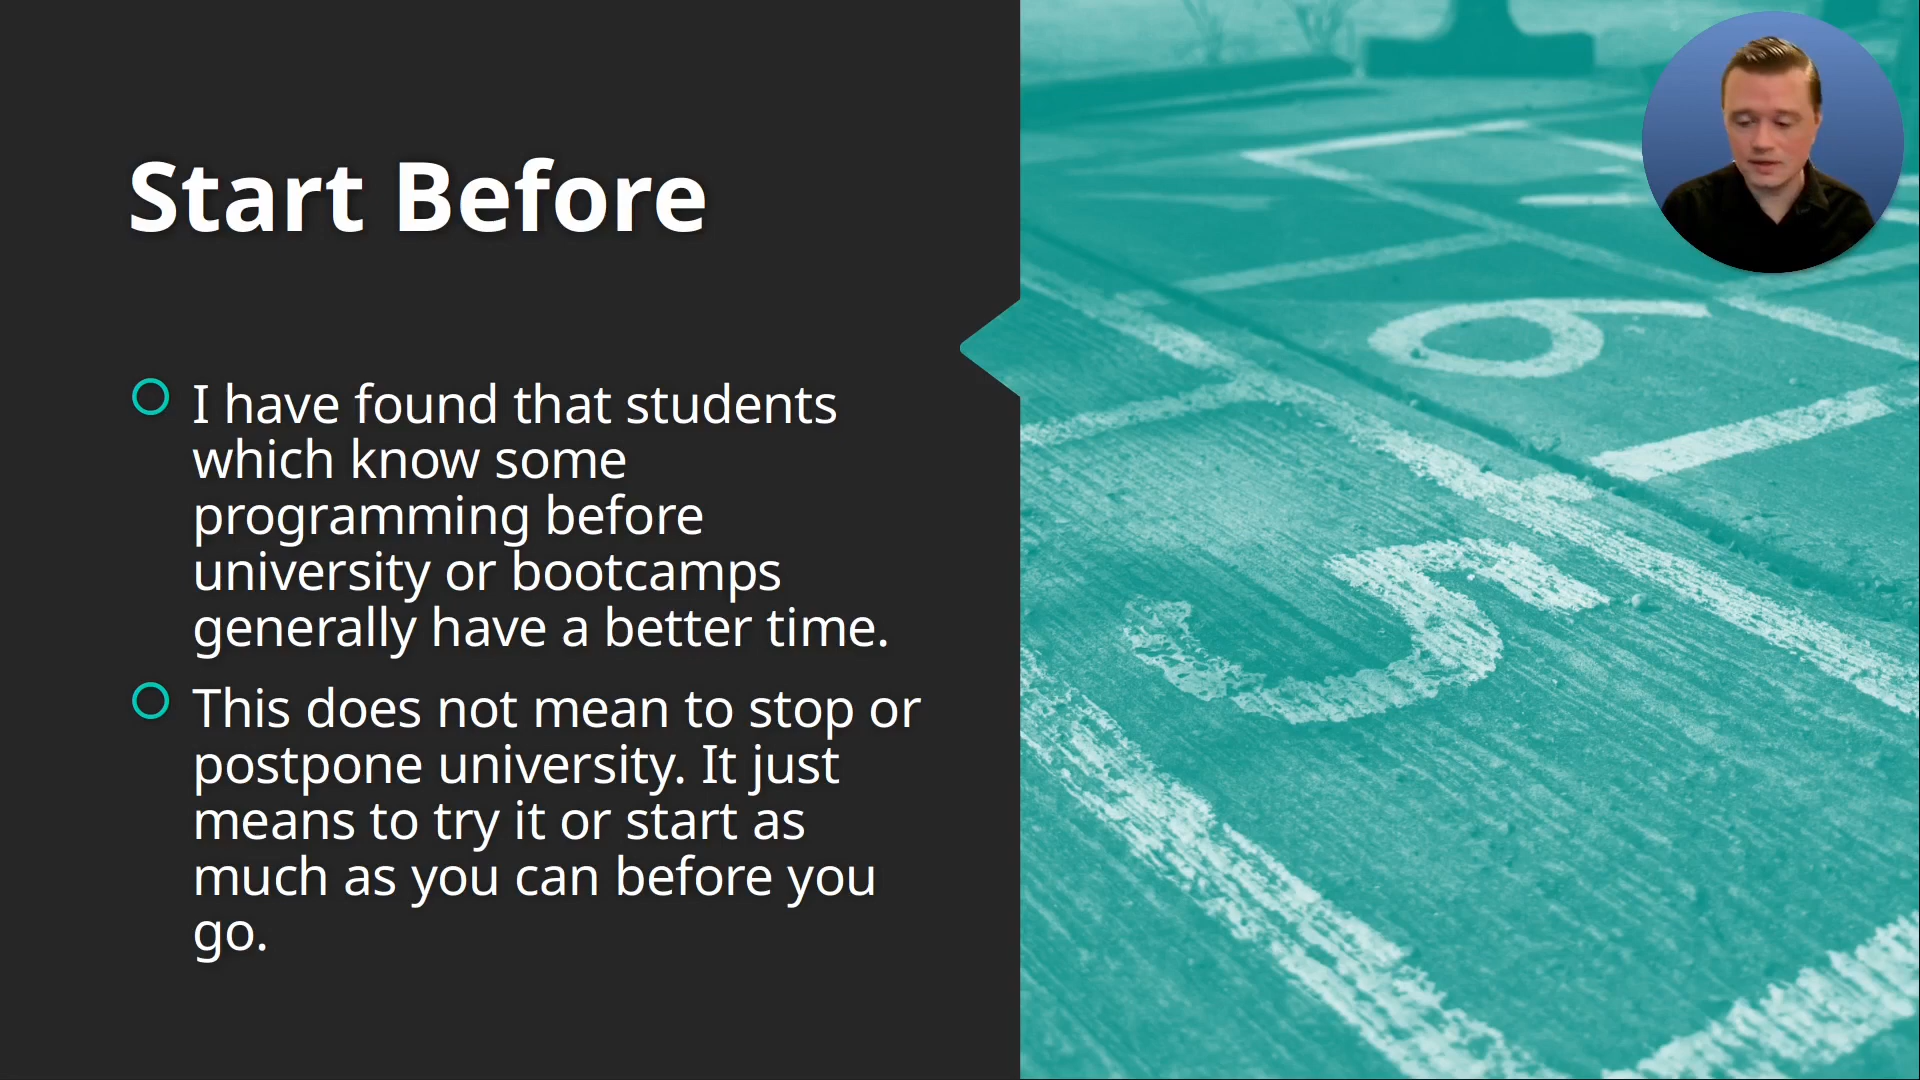 Start Before
I have found that students
which know some
programming before
university or bootcamps
generally have a better time.
This does not mean to stop or
postpone university. It just
means to try it or start as
much as you can before you
go.
6
5